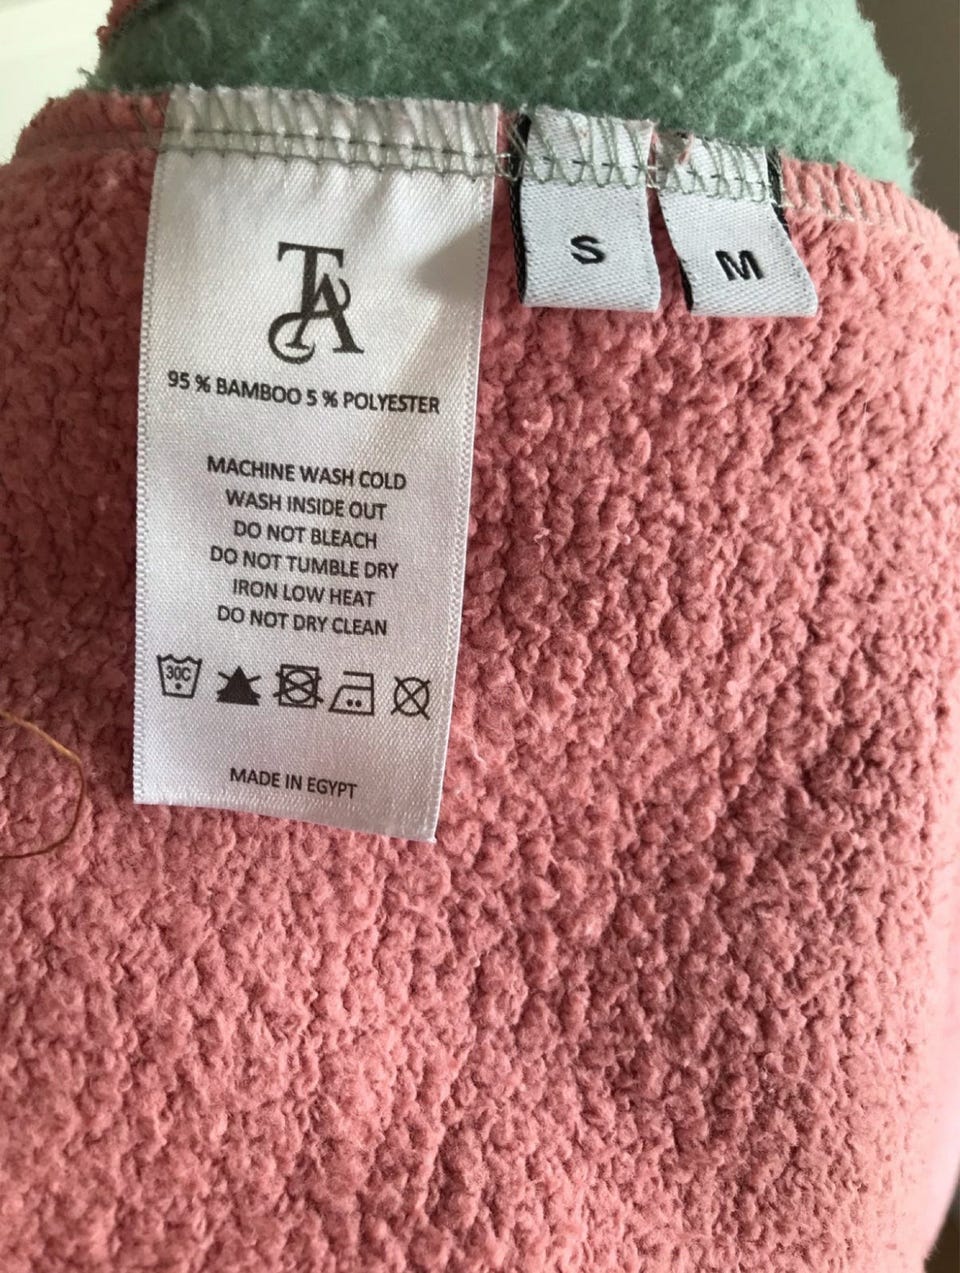 TA
95 % BAMBOO 5 % POLYESTER
MACHINE WASH COLD
WASH INSIDE OUT
DO NOT BLEACH
DO NOT TUMBLE DRY
IRON LOW HEAT
DO NOT DRY CLEAN
30C
MADE IN EGYPT
S
M